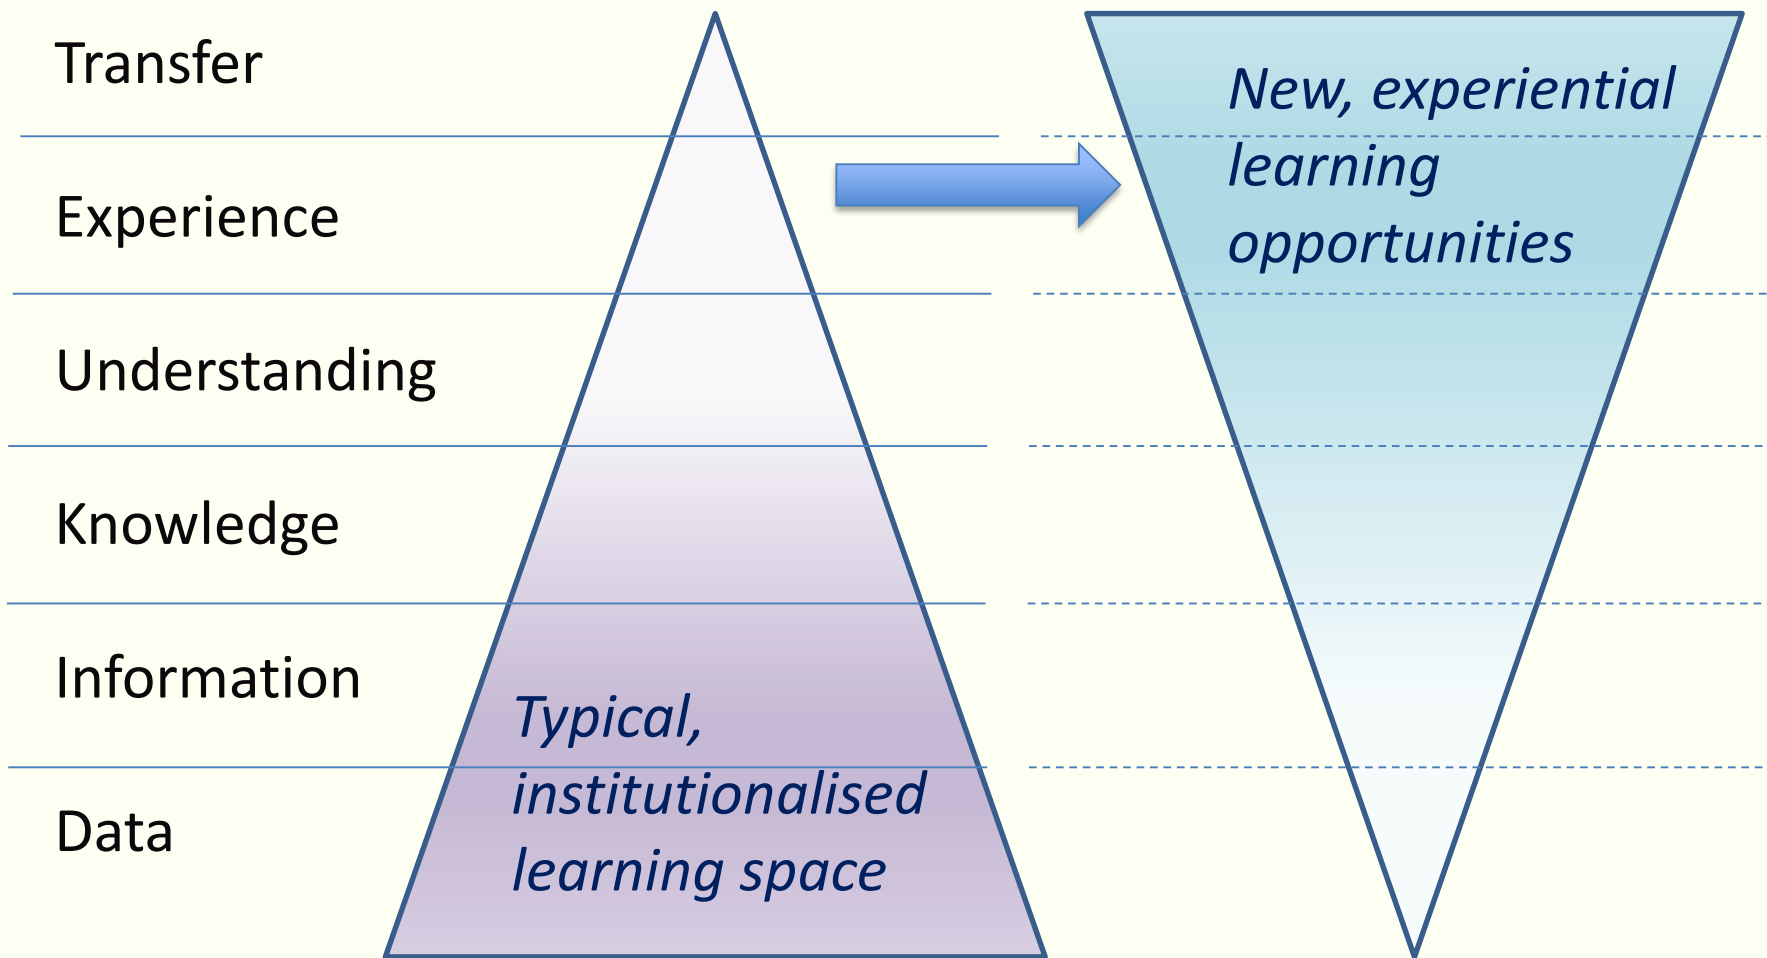 Transfer
Experience
Understanding
Knowledge
Information
Data
Typical,
institutionalised
learning space
New, experiential
learning
opportunities